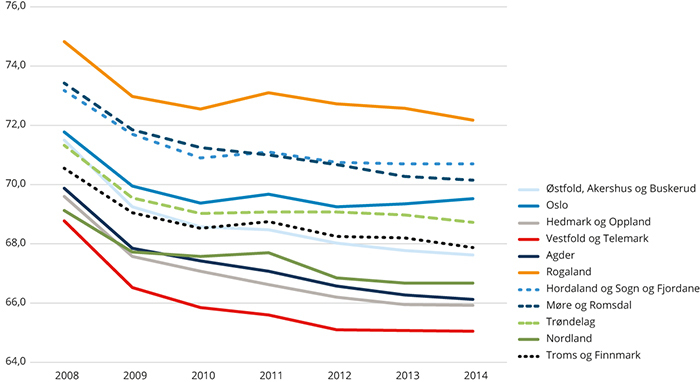 76,0
74,0
72,0
70,0
68,0
66,0
64,0
2008 2009 2010 2011 2012 2013 2014
Østfold, Akershus og Buskerud
Oslo
Hedmark og Oppland
Vestfold og Telemark
Agder
Rogaland
Hordaland og Sogn og Fjordane
Møre og Romsdal
Trøndelag
Nordland
Troms og Finnmark